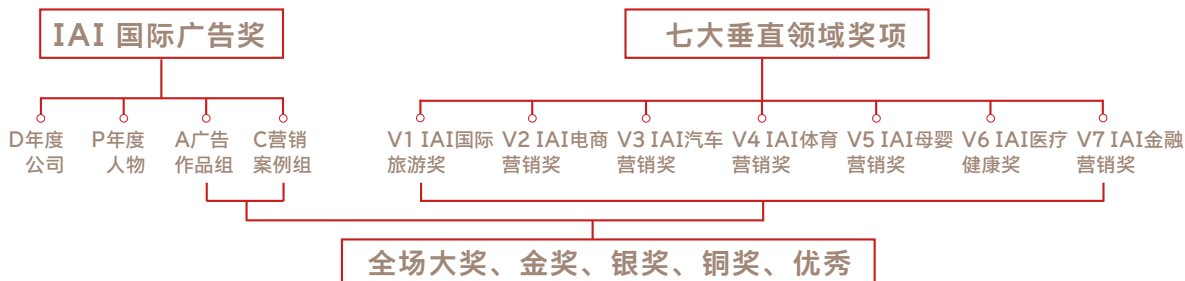 IAI 国际广告奖
七大垂直领域奖项
D年度
公司
P年度
人物
A广告
作品组
C营销
案例组
V1 IAI国际
旅游奖
V2 IAI电商
营销奖
V3 IAI汽车
营销奖
V4 IAI体育
营销奖
V5 IAI母婴
营销奖
V6 IAI医疗
健康奖
V7 IAI金融
营销奖
全场大奖、金奖、银奖、铜奖、优秀